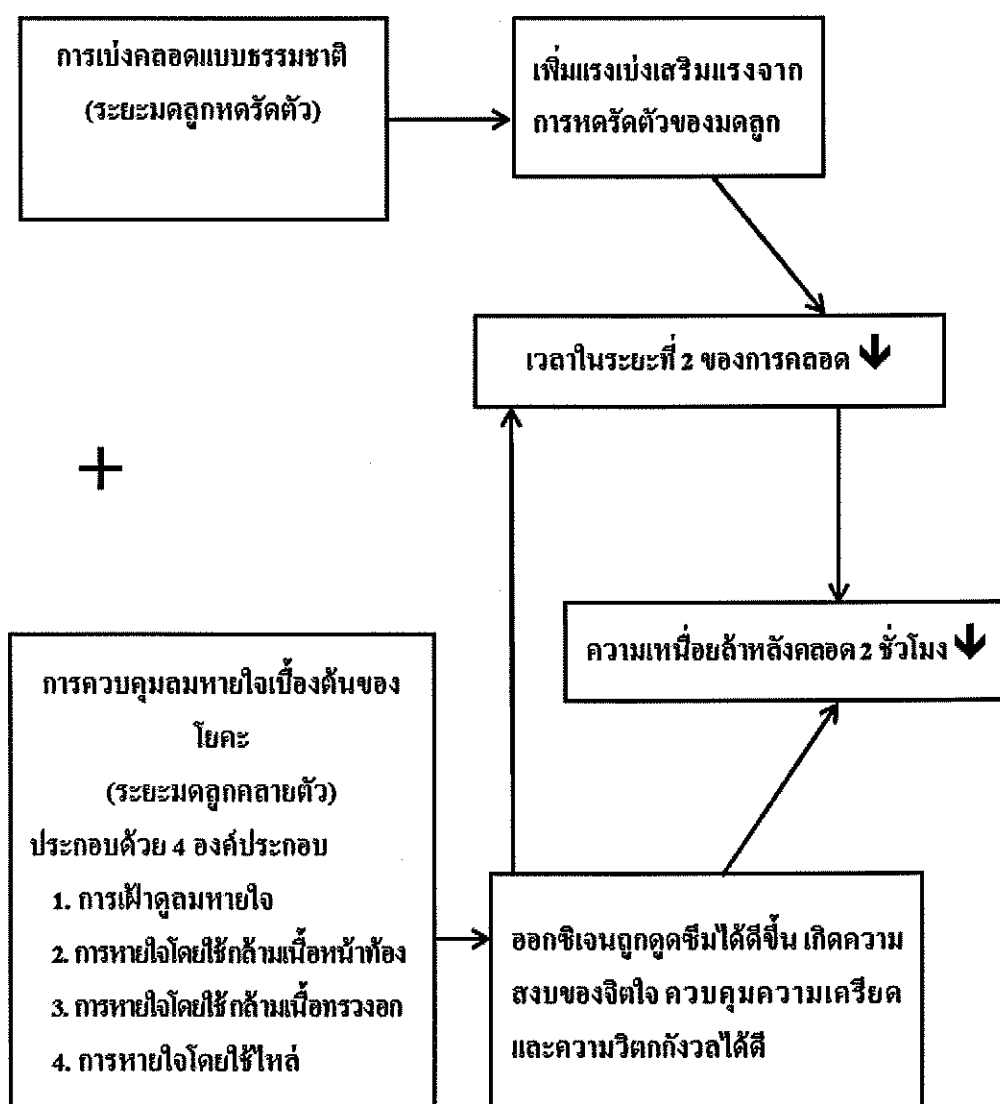 การเบ่งคลอดแบบธรรมชาติ
(ระยะมดลูกหดรัดตัว)
เพิ่มแรงเบ่งเสริมแรงจาก
การหดรัดตัวของมดลูก
เวลาในระยะที่ 2 ของการคลอด ↓
+
ความเหนื่อยล้าหลังคลอด 2 ชั่วโมง ↓
การควบคุมลมหายใจเบื้องต้นของ
โยคะ
(ระยะมดลูกคลายตัว)
ประกอบด้วย 4 องค์ประกอบ
1. การเฝ้าดูลมหายใจ
2. การหายใจโดยใช้กล้ามเนื้อหน้าท้อง
3. การหายใจโดยใช้กล้ามเนื้อทรวงอก
4. การหายใจโดยใช้ไหล่
ออกซิเจนถูกดูดซึมได้ดีขึ้น เกิดความ
สงบของจิตใจ ควบคุมความเครียด
และความวิตกกังวลได้ดี